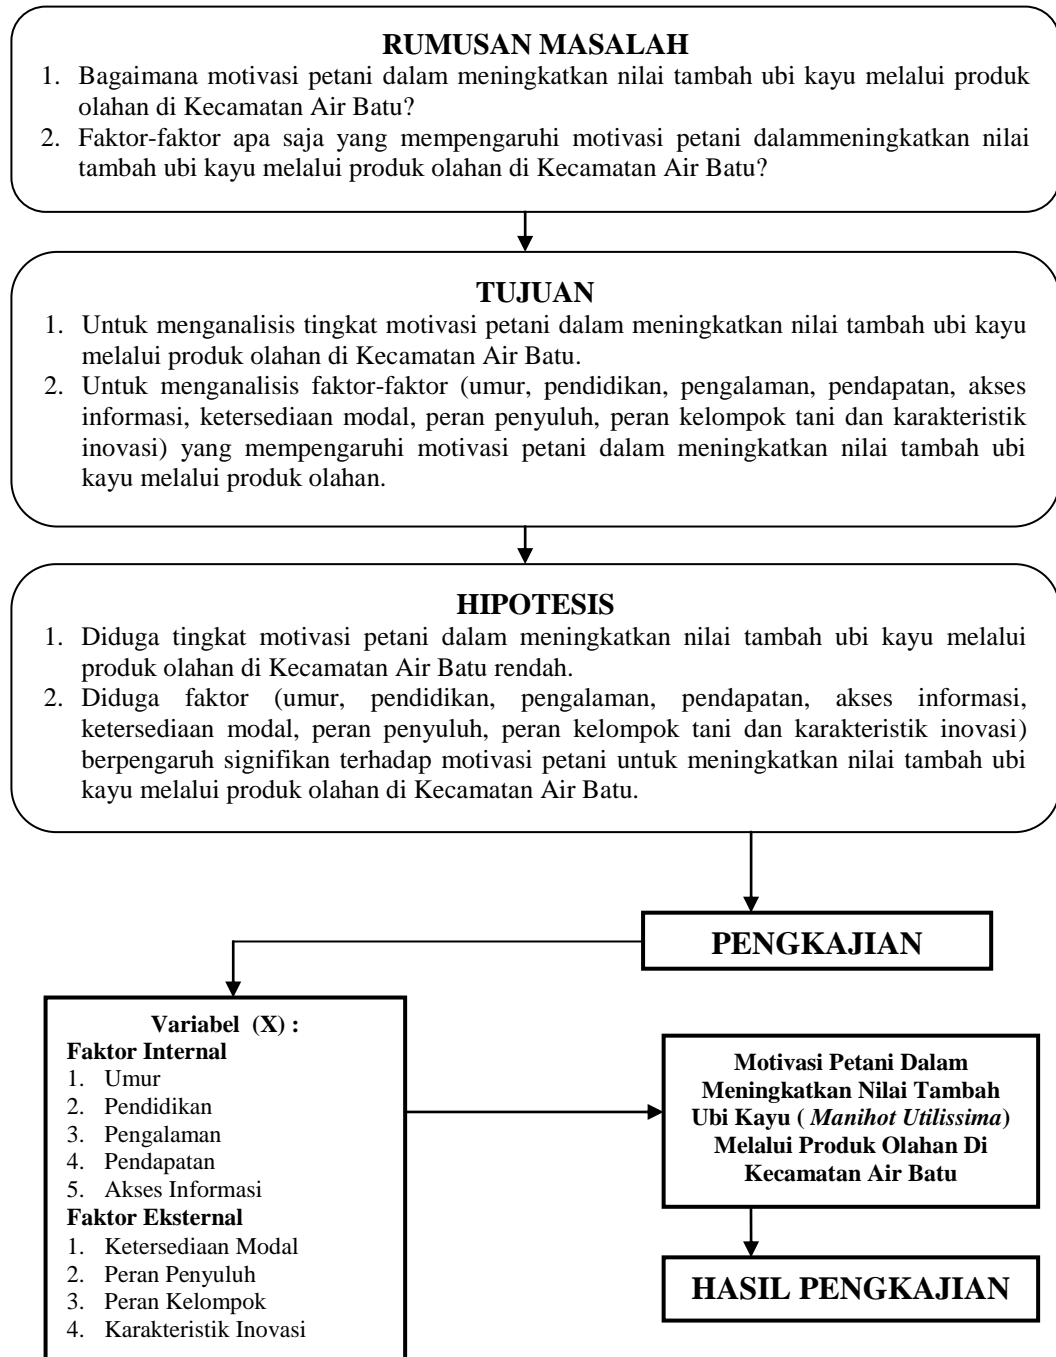 RUMUSAN MASALAH
1. Bagaimana motivasi petani dalam meningkatkan nilai tambah ubi kayu melalui produk
olahan di Kecamatan Air Batu?
2. Faktor-faktor apa saja yang mempengaruhi motivasi petani dalammeningkatkan nilai
tambah ubi kayu melalui produk olahan di Kecamatan Air Batu?
TUJUAN
1. Untuk menganalisis tingkat motivasi petani dalam meningkatkan nilai tambah ubi kayu
melalui produk olahan di Kecamatan Air Batu.
2. Untuk menganalisis faktor-faktor (umur, pendidikan, pengalaman, pendapatan, akses
informasi, ketersediaan modal, peran penyuluh, peran kelompok tani dan karakteristik
inovasi) yang mempengaruhi motivasi petani dalam meningkatkan nilai tambah ubi
kayu melalui produk olahan.
HIPOTESIS
1. Diduga tingkat motivasi petani dalam meningkatkan nilai tambah ubi kayu melalui
produk olahan di Kecamatan Air Batu rendah.
2. Diduga faktor (umur, pendidikan, pengalaman, pendapatan, akses informasi,
ketersediaan modal, peran penyuluh, peran kelompok tani dan karakteristik inovasi)
berpengaruh signifikan terhadap motivasi petani untuk meningkatkan nilai tambah ubi
kayu melalui produk olahan di Kecamatan Air Batu.
PENGKAJIAN
Variabel (X) :
Faktor Internal
1. Umur
2. Pendidikan
3. Pengalaman
4. Pendapatan
5. Akses Informasi
Faktor Eksternal
1. Ketersediaan Modal
2. Peran Penyuluh
3. Peran Kelompok
4. Karakteristik Inovasi
Motivasi Petani Dalam
Meningkatkan Nilai Tambah
Ubi Kayu ( Manihot Utilissima)
Melalui Produk Olahan Di
Kecamatan Air Batu
HASIL PENGKAJIAN